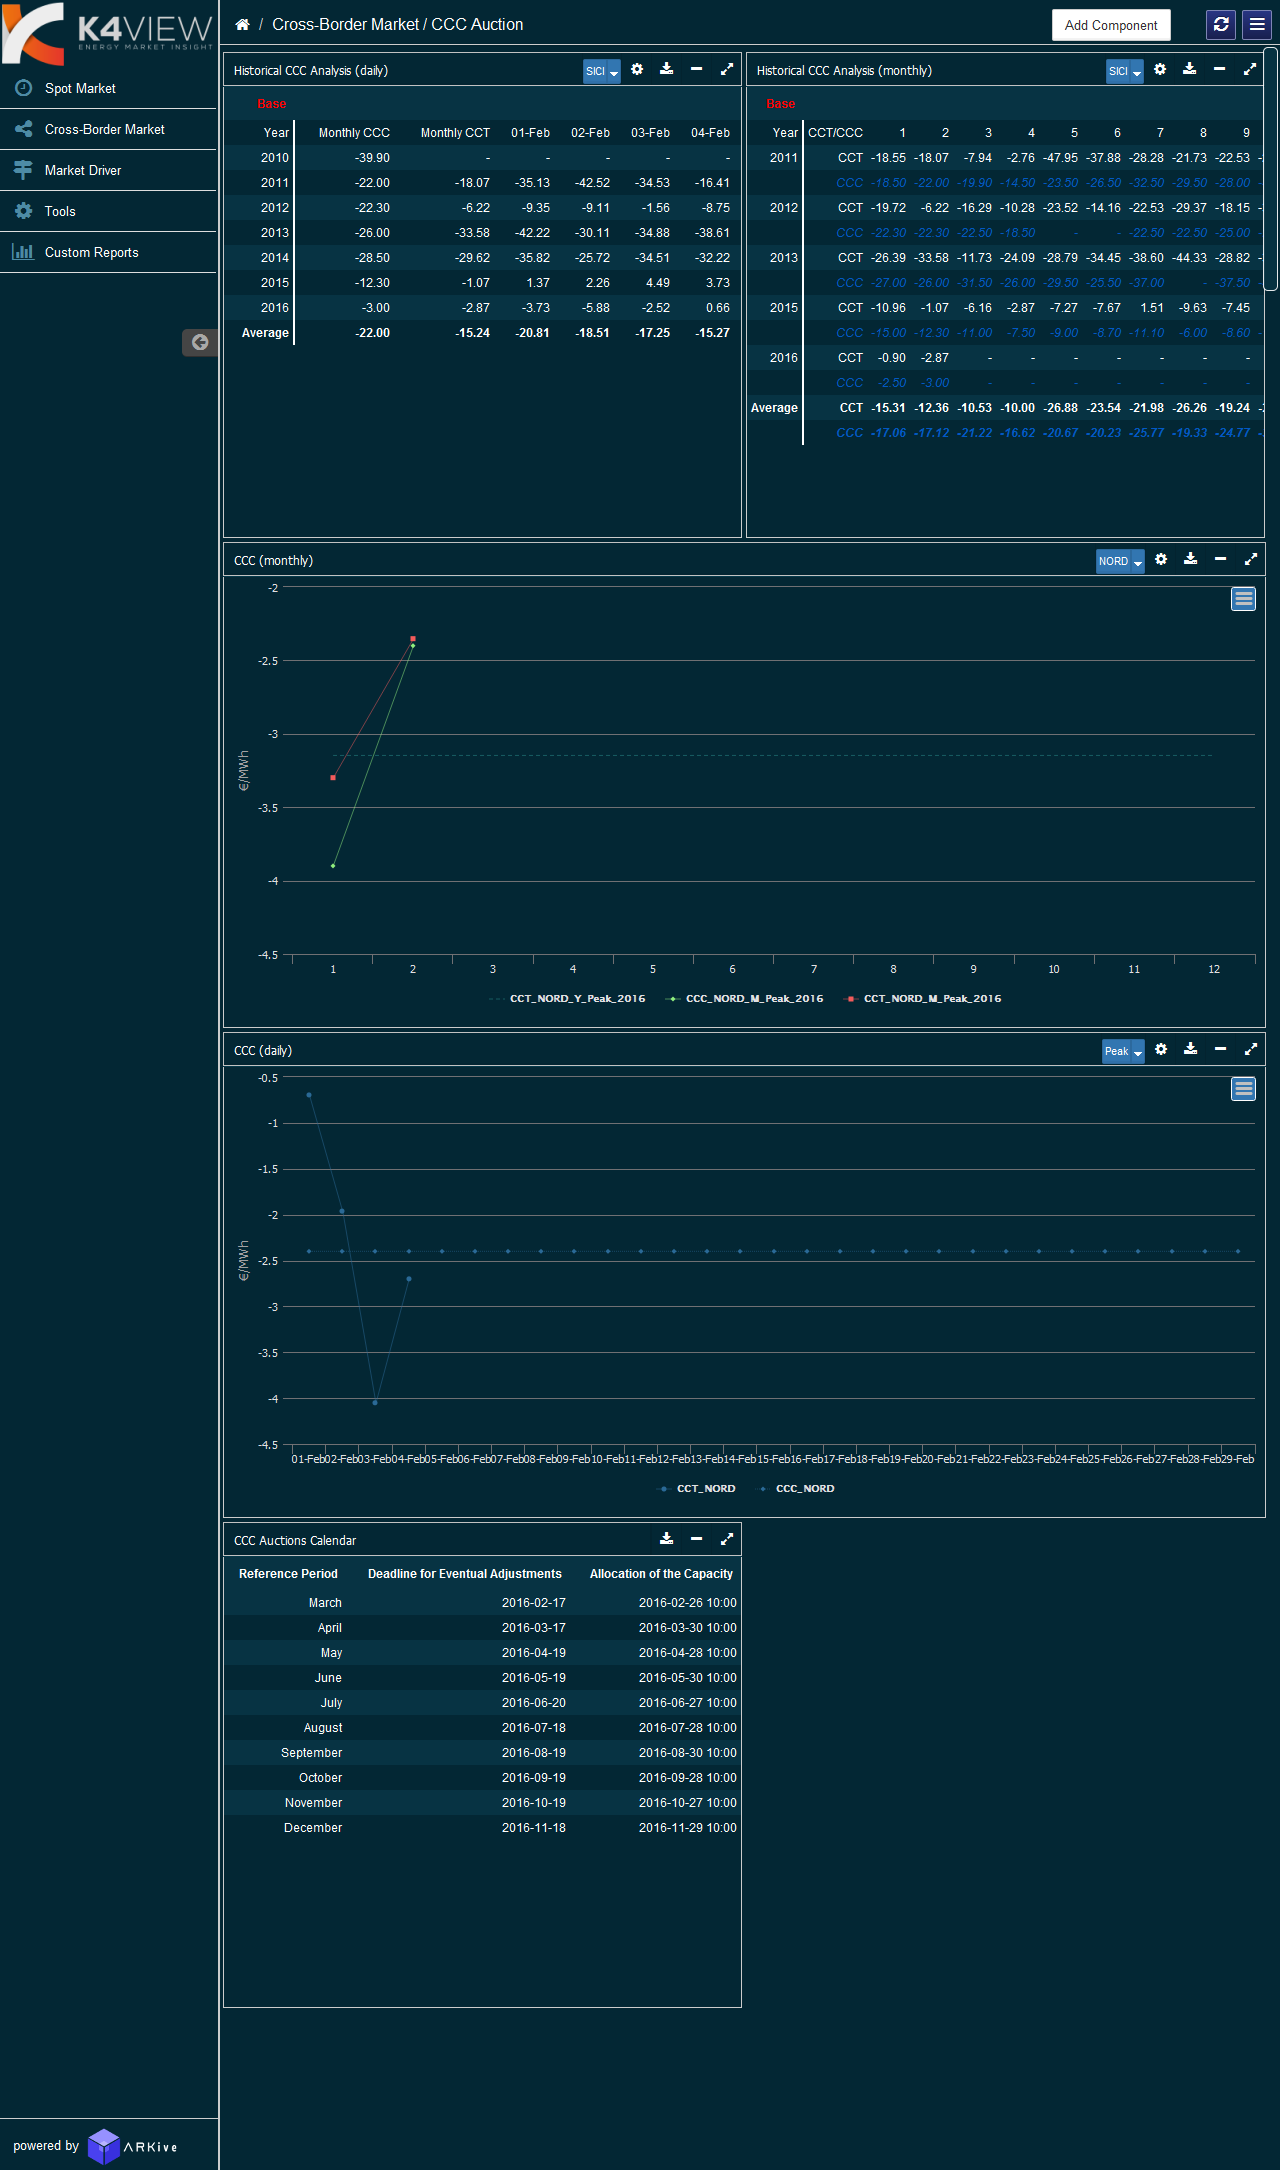 K4VIEW
ENERGY MARKET INSIGHT
Spot Market
Cross-Border Market
Market Driver
Tools
Custom Reports
/ Cross-Border Market / CCC Auction
Add Component
Historical CCC Analysis (daily)
SICI
Base
Year Monthly CCC Monthly CCT 01-Feb 02-Feb 03-Feb 04-Feb
2010 -39.90 - - - - -
2011 -22.00 -18.07 -35.13 -42.52 -34.53 -16.41
2012 -22.30 -6.22 -9.35 -9.11 -1.56 -8.75
2013 -26.00 -33.58 -42.22 -30.11 -34.88 -38.61
2014 -28.50 -29.62 -35.82 -25.72 -34.51 -32.22
2015 -12.30 -1.07 1.37 2.26 4.49 3.73
2016 -3.00 -2.87 -3.73 -5.88 -2.52 0.66
Average -22.00 -15.24 -20.81 -18.51 -17.25 -15.27
Historical CCC Analysis (monthly)
SICI
Base
Year CCT/CCC 1 2 3 4 5 6 7 8 9
2011 CCT -18.55 -18.07 -7.94 -2.76 -47.95 -37.88 -28.28 -21.73 -22.53
CCC -18.50 -22.00 -19.90 -14.50 -23.50 -26.50 -32.50 -29.50 -28.00
2012 CCT -19.72 -6.22 -16.29 -10.28 -23.52 -14.16 -22.53 -29.37 -18.15
CCC -22.30 -22.30 -22.50 -18.50 - - -22.50 -22.50 -25.00
2013 CCT -26.39 -33.58 -11.73 -24.09 -28.79 -34.45 -38.60 -44.33 -28.82
CCC -27.00 -26.00 -31.50 -26.00 -29.50 -25.50 -37.00 - -37.50
2015 CCT -10.96 -1.07 -6.16 -2.87 -7.27 -7.67 1.51 -9.63 -7.45
CCC -15.00 -12.30 -11.00 -7.50 -9.00 -8.70 -11.10 -6.00 -8.60
2016 CCT -0.90 -2.87 - - - - - - -
CCC -2.50 -3.00 - - - - - - -
Average CCT -15.31 -12.36 -10.53 -10.00 -26.88 -23.54 -21.98 -26.26 -19.24
CCC -17.06 -17.12 -21.22 -16.62 -20.67 -20.23 -25.77 -19.33 -24.77
CCC (monthly)
NORD
-2
-2.5
-3
-3.5
-4
-4.5
€/MWh
1 2 3 4 5 6 7 8 9 10 11 12
CCT_NORD_Y_Peak_2016 CCC_NORD_M_Peak_2016 CCT_NORD_M_Peak_2016
CCC (daily)
Peak
-0.5
-1
-1.5
-2
-2.5
-3
-3.5
-4
-4.5
€/MWh
01-Feb 02-Feb 03-Feb 04-Feb 05-Feb 06-Feb 07-Feb 08-Feb 09-Feb 10-Feb 11-Feb 12-Feb 13-Feb 14-Feb 15-Feb 16-Feb 17-Feb 18-Feb 19-Feb 20-Feb 21-Feb 22-Feb 23-Feb 24-Feb 25-Feb 26-Feb 27-Feb 28-Feb 29-Feb
CCT_NORD CCC_NORD
CCC Auctions Calendar
Reference Period Deadline for Eventual Adjustments Allocation of the Capacity
March 2016-02-17 2016-02-26 10:00
April 2016-03-17 2016-03-30 10:00
May 2016-04-19 2016-04-28 10:00
June 2016-05-19 2016-05-30 10:00
July 2016-06-20 2016-06-27 10:00
August 2016-07-18 2016-07-28 10:00
September 2016-08-19 2016-08-30 10:00
October 2016-09-19 2016-09-28 10:00
November 2016-10-19 2016-10-27 10:00
December 2016-11-18 2016-11-29 10:00
powered by ARKive